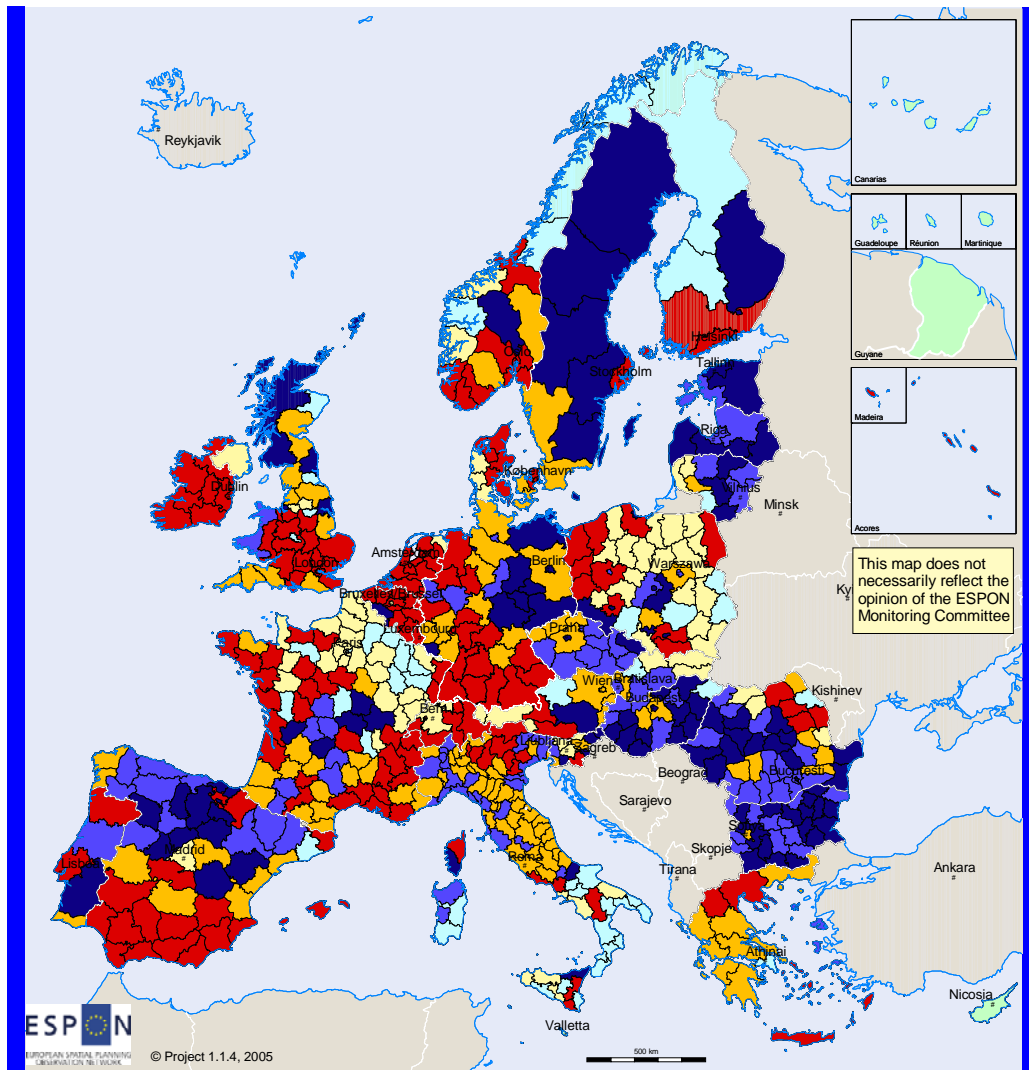 Reykjavik
Canarias
Guadeloupe
Réunion
Martinique
Guyane
Madeira
Acores
This map does not
necessarily reflect the
opinion of the ESPON
Monitoring Committee
Oslo
Helsinki
Stockholm
Tallinn
Riga
København
Vilnius
Minsk
Dublin
London
Amsterdam
Berlin
Warszawa
Bruxelles/Brussel
Ky
Luxembourg
Praha
Paris
Wien
Bratislava
Budapest
Kishinev
Bern
Ljubljana
Zagreb
Beograd
Bucuresti
Sarajevo
Madrid
Roma
Skopje
Tirana
Ankara
Lisboa
Athinai
Nicosia
Valletta
ESPON
EUROPEAN SPATIAL PLANNING
OBSERVATION NETWORK
© Project 1.1.4, 2005
500 km